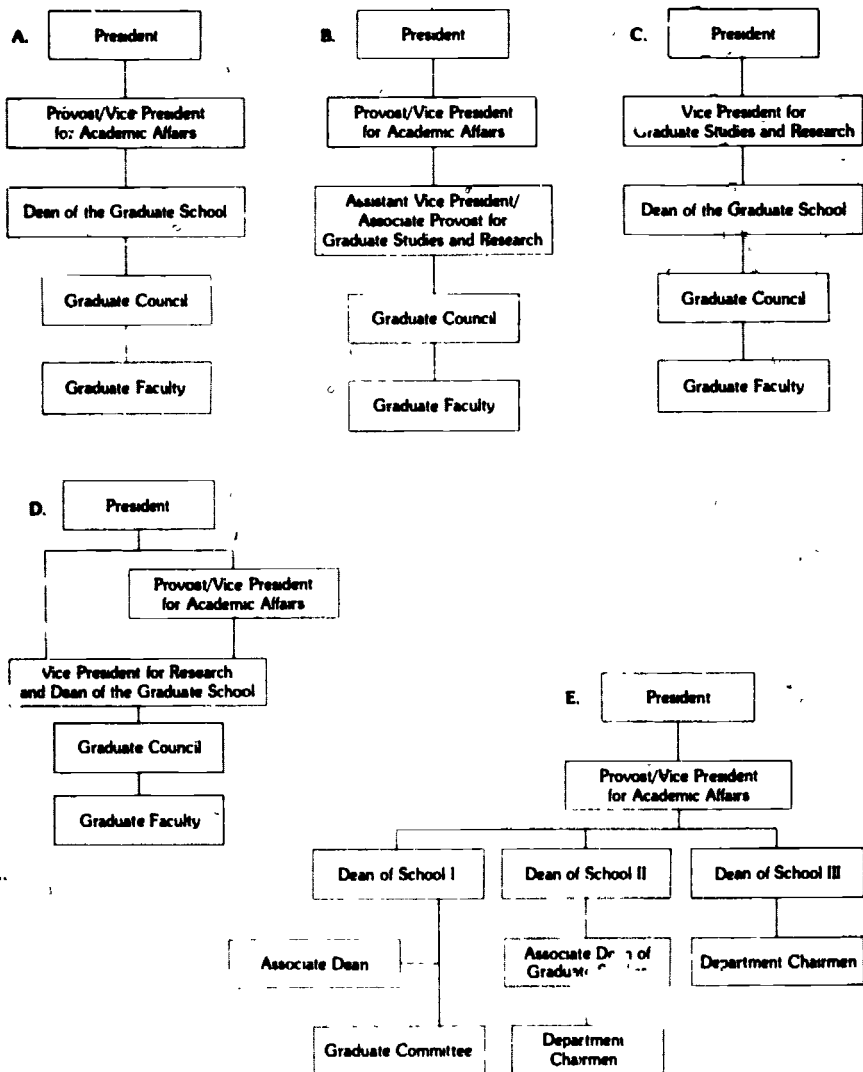 A.
President
Provost/Vice President
for Academic Affairs
Dean of the Graduate School
Graduate Council
Graduate Faculty
B.
President
Provost/Vice President
for Academic Affairs
Assistant Vice President/
Associate Provost for
Graduate Studies and Research
Graduate Council
Graduate Faculty
C.
President
Vice President for
Graduate Studies and Research
Dean of the Graduate School
Graduate Council
Graduate Faculty
D.
President
Provost/Vice President
for Academic Affairs
Vice President for Research
and Dean of the Graduate School
Graduate Council
Graduate Faculty
E.
President
Provost/Vice President
for Academic Affairs
Dean of School I
Dean of School II
Dean of School III
Associate Dean
Associate Dean of
Graduate
Department Chairmen
Graduate Committee
Department
Chairmen